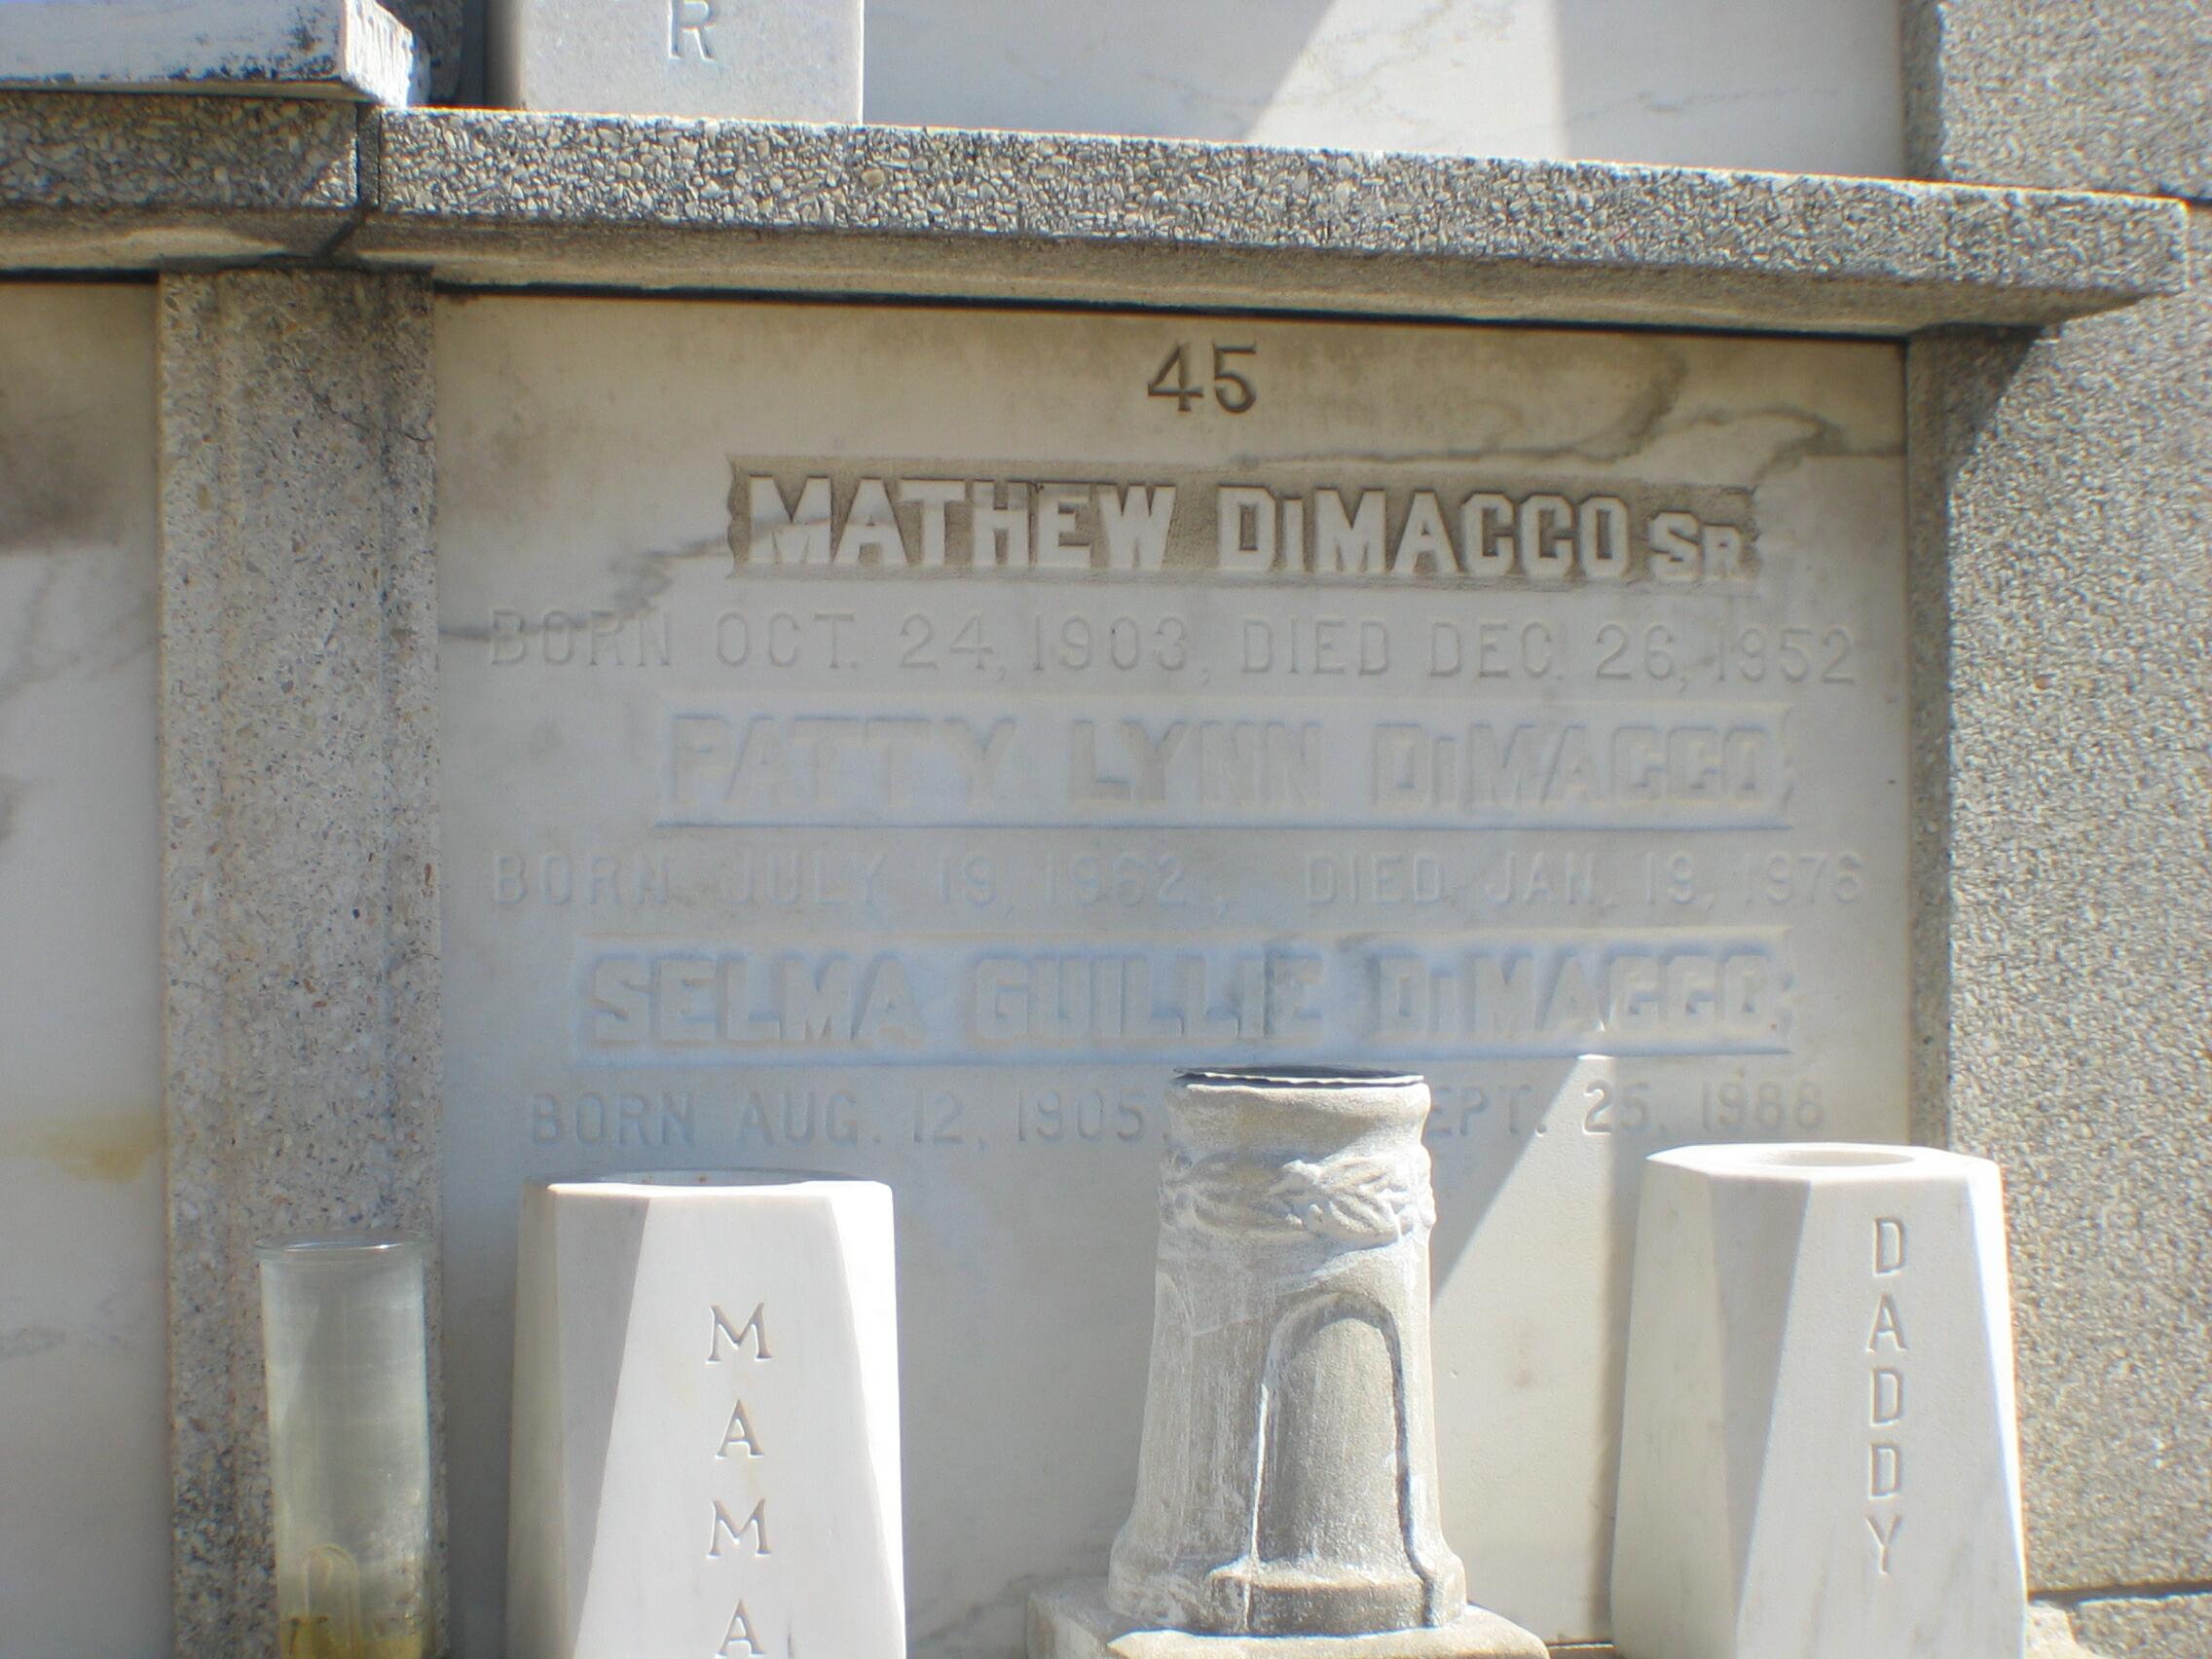 R
45
MATHEW DIMACCO SR.
BORN OCT. 24, 1903, DIED DEC. 26, 1952
PATTY LYNN DIMACCO
BORN JULY 19, 1962, DIED JAN. 19, 1976
SELMA GUILLIE DIMACCO
BORN AUG. 12, 1905, EPT. 25, 1988
MAMA
DADDY